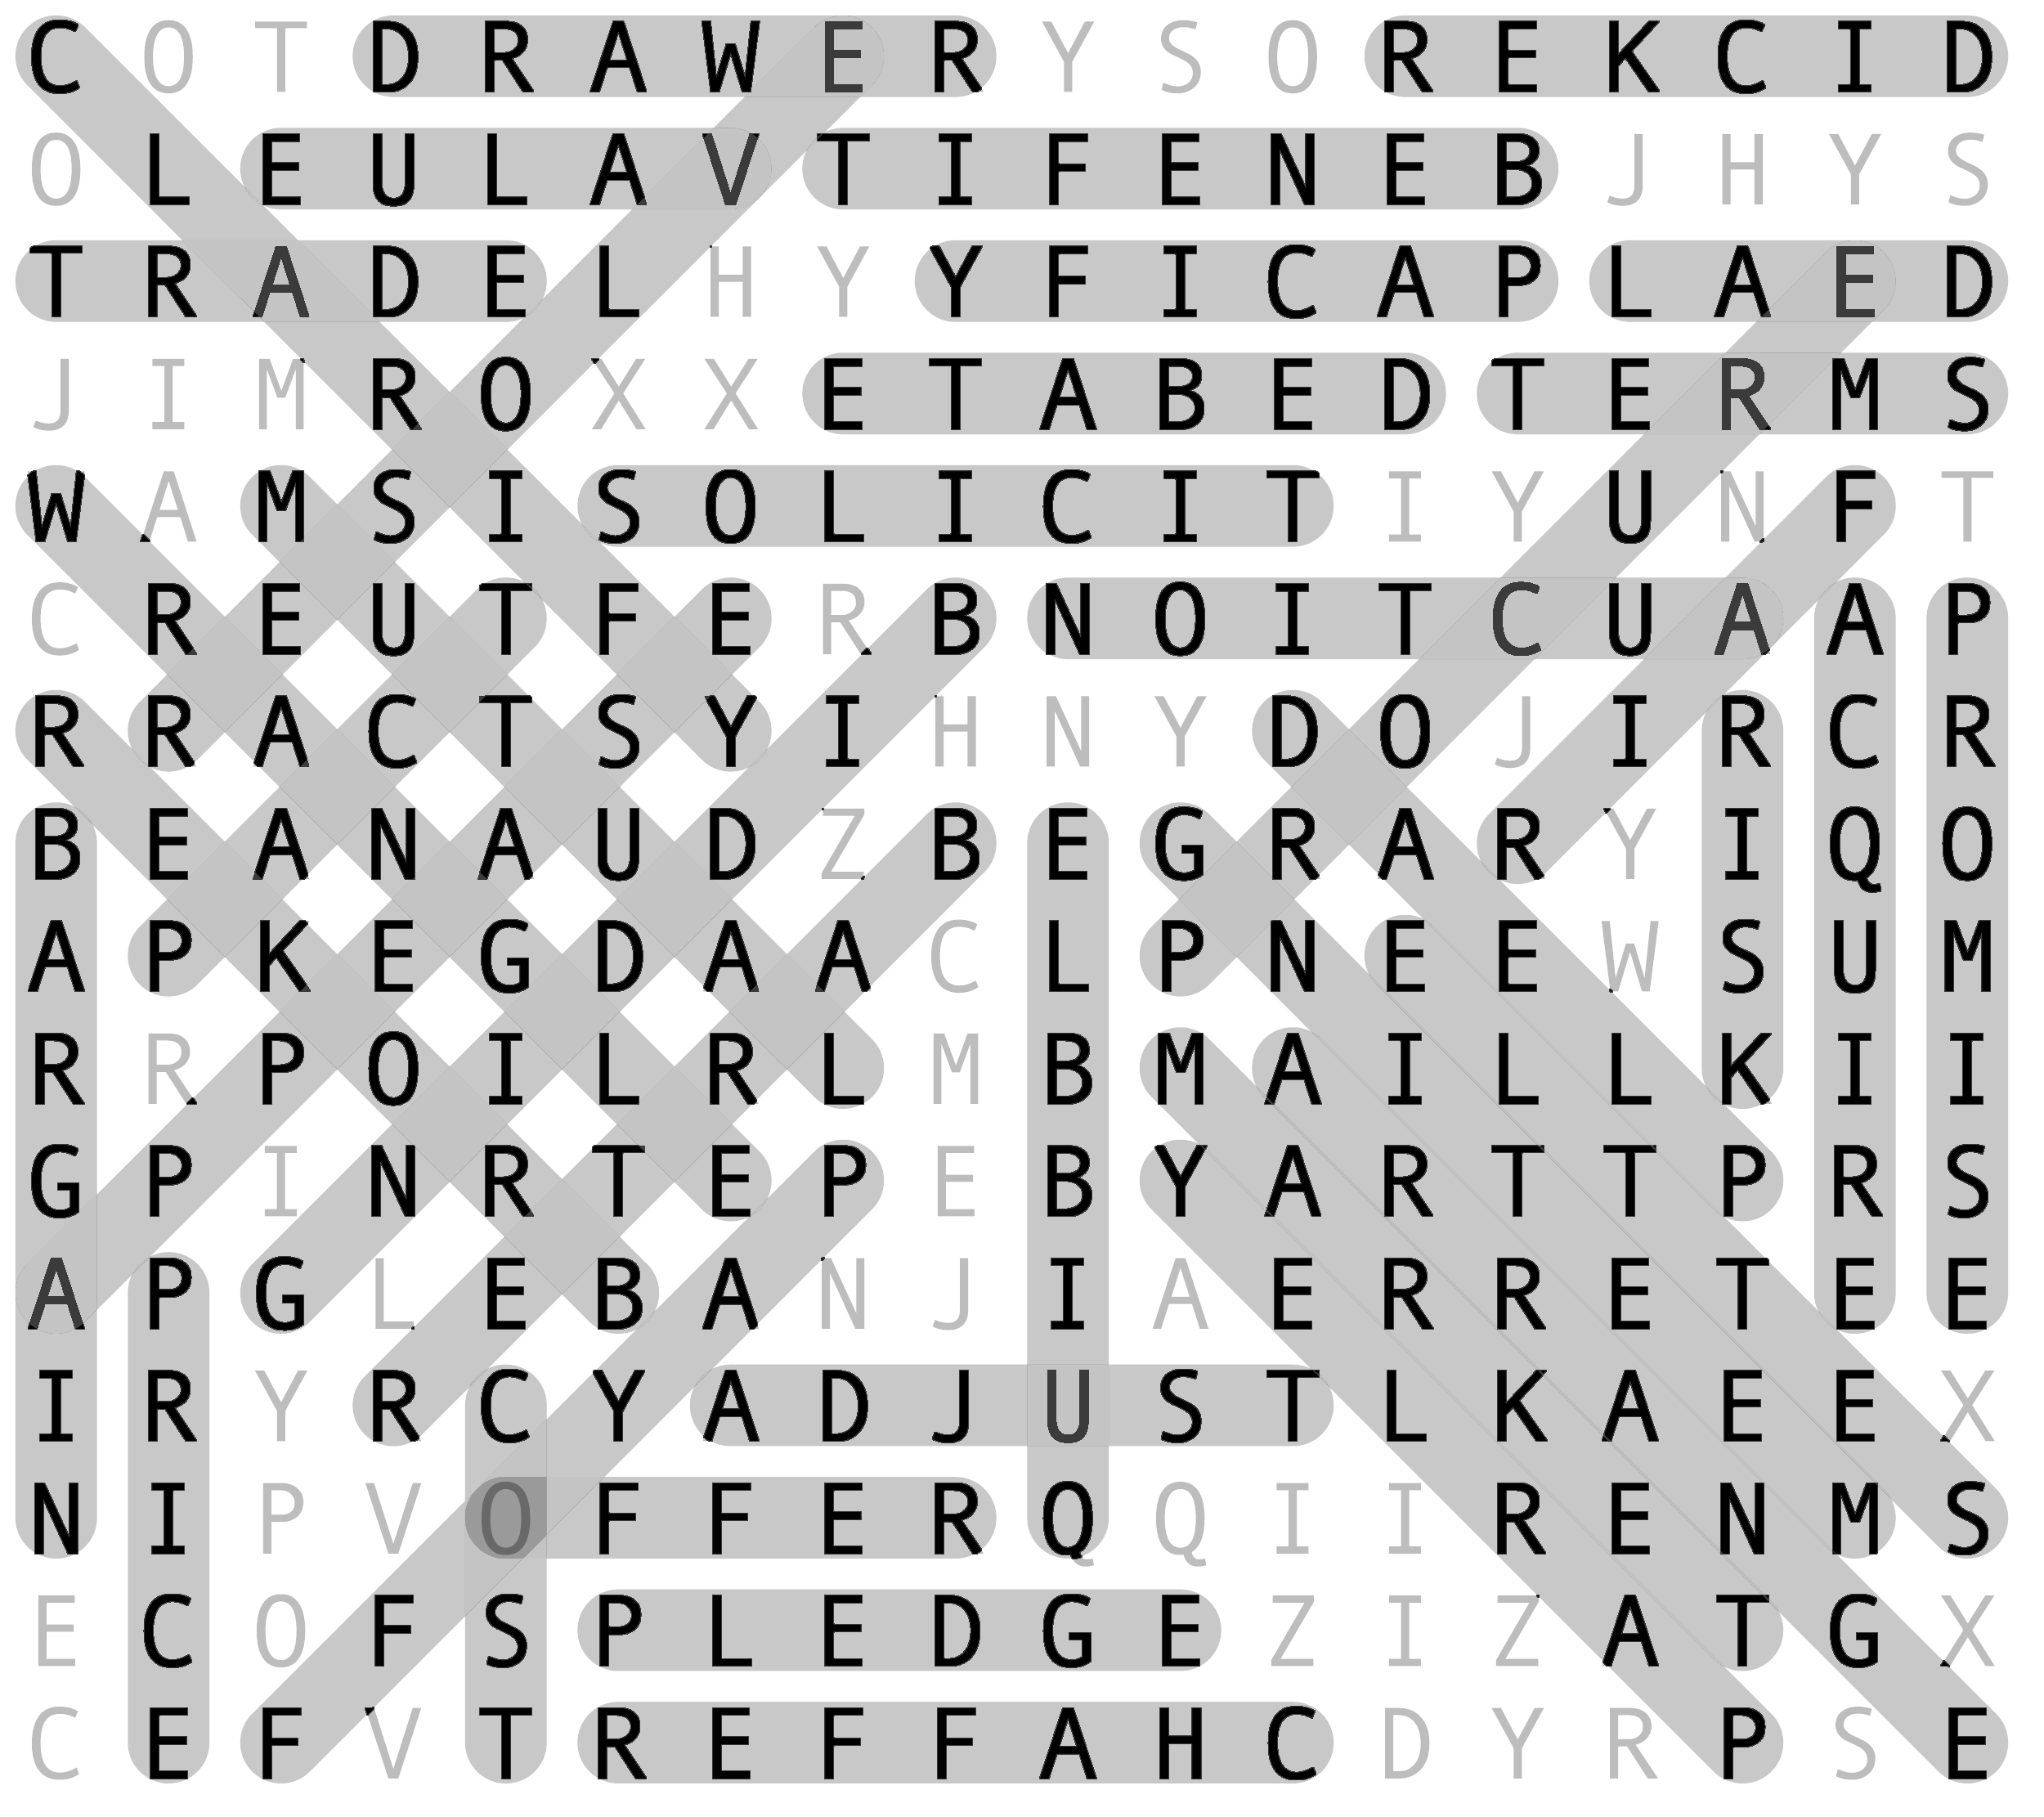 C O T D R A W E R Y S O R E K C I D
O L E U L A V T I F E N E B J H Y S
T R A D E L H Y Y F I C A P L A E D
J I M R O X X E T A B E D T E R M S
W A M S I S O L I C I T I Y U N F T
C R E U T F E R B N O I T C U A A P
R R A C T S Y I H N Y D O J I R C R
B E A N A U D Z B E G R A R Y I Q O
A P K E G D A A C L P N E E W S U M
R R P O I L R L M B M A I L L K I I
G P I N R T E P E B Y A R T T P R S
A P G L E B A N J I A E R R E T E E
I R Y R C Y A D J U S T L K A E E X
N I P V O F F E R Q Q I I R E N M S
E C O F S P L E D G E Z I Z A T G X
C E F V T R E F F A H C D Y R P S E